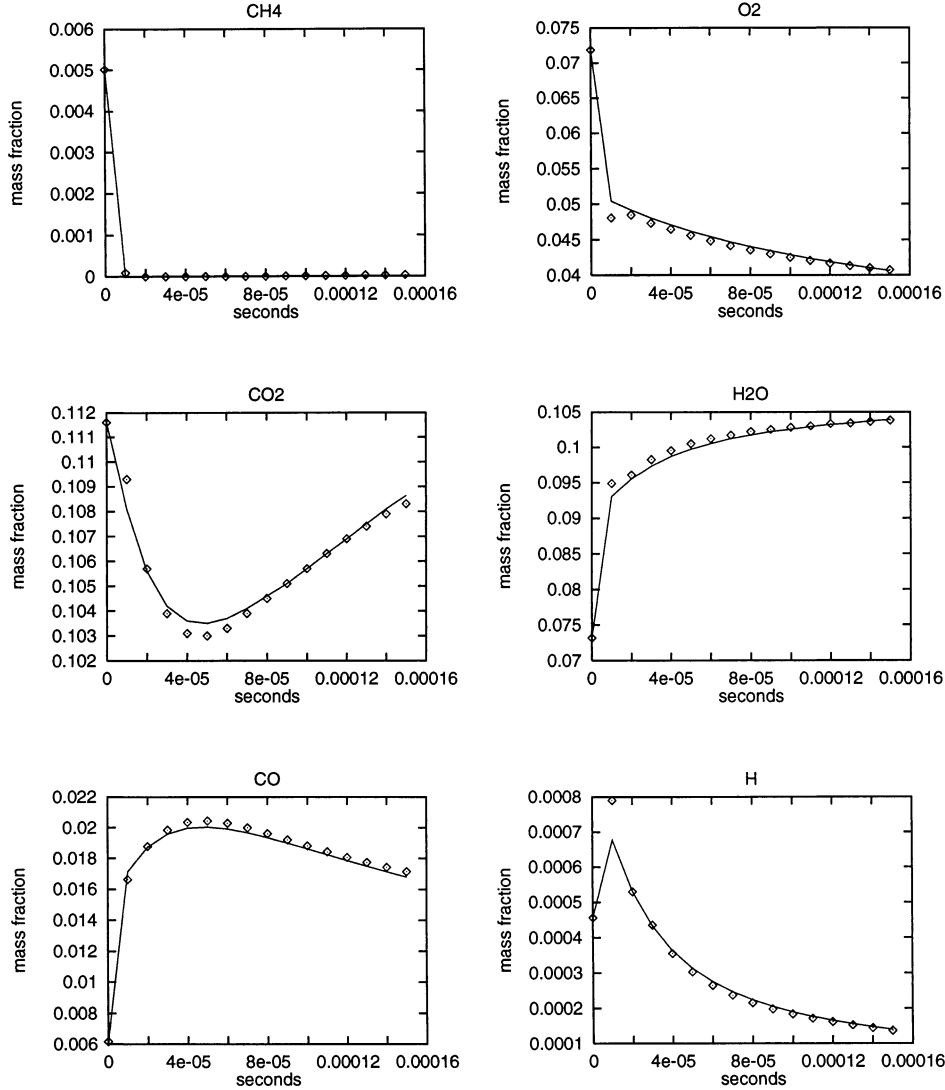 CH4
0.006
0.005
0.004
0.003
0.002
0.001
0
mass fraction
0 4e-05 8e-05 0.00012 0.00016
seconds
O2
0.075
0.07
0.065
0.06
0.055
0.05
0.045
0.04
mass fraction
0 4e-05 8e-05 0.00012 0.00016
seconds
CO2
0.112
0.111
0.11
0.109
0.108
0.107
0.106
0.105
0.104
0.103
0.102
mass fraction
0 4e-05 8e-05 0.00012 0.00016
seconds
H2O
0.105
0.1
0.095
0.09
0.085
0.08
0.075
0.07
mass fraction
0 4e-05 8e-05 0.00012 0.00016
seconds
CO
0.022
0.02
0.018
0.016
0.014
0.012
0.01
0.008
0.006
mass fraction
0 4e-05 8e-05 0.00012 0.00016
seconds
H
0.0008
0.0007
0.0006
0.0005
0.0004
0.0003
0.0002
0.0001
mass fraction
0 4e-05 8e-05 0.00012 0.00016
seconds